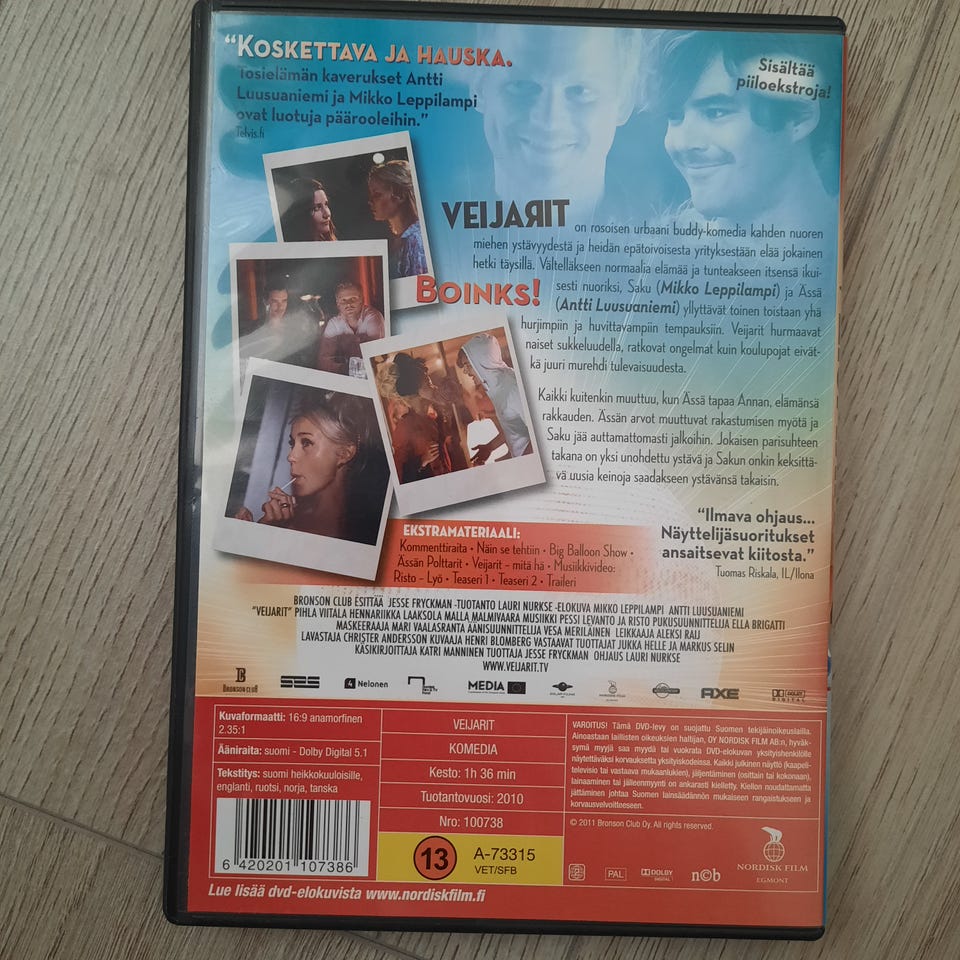 “KOSKETTAVA JA HAUSKA.
Tosielämän kaverukset Antti
Luusuaniemi ja Mikko Leppilampi
ovat luotuja päärooleihin.”
Telvis.fi
Sisältää
piiloekstroja!
VEIJARIT on rosoisen urbaani buddy-komedia kahden nuoren
miehen ystävyydestä ja heidän epätoivoisesta yrityksestään elää jokainen
hetki täysillä. Vältelläkseen normaalia elämää ja tunteakseen itsensä ikui-
sesti nuoriksi, Saku (Mikko Leppilampi) ja Ässä
BOINKS!
(Antti Luusuaniemi) yllyttävät toinen toistaan yhä
hurjimpiin ja huvittavampiin tempauksiin. Veijarit hurmaavat
naiset sukkeluudella, ratkovat ongelmat kuin koulupojat eivät-
kä juuri murehdi tulevaisuudesta.
Kaikki kuitenkin muuttuu, kun Ässä tapaa Annan, elämänsä
rakkauden. Ässän arvot muuttuvat rakastumisen myötä ja
Saku jää auttamattomasti jalkoihin. Jokaisen parisuhteen
takana on yksi unohdettu ystävä ja Sakun onkin keksittä-
vä uusia keinoja saadakseen ystävänsä takaisin.
“Ilmava ohjaus...
Näyttelijäsuoritukset
ansaitsevat kiitosta.”
Tuomas Riskala, IL/Ilona
EKSTRAMATERIAALI:
Kommenttiraita • Näin se tehtiin • Big Balloon Show •
Ässän Polttarit • Veijarit – mitä hä • Musiikkivideo:
Risto – Lyö • Teaseri 1 • Teaseri 2 • Traileri
BRONSON CLUB ESITTÄÄ JESSE FRYCKMAN -TUOTANTO LAURI NURKSE -ELOKUVA MIKKO LEPPILAMPI ANTTI LUUSUANIEMI
"VEIJARIT" PIHLA VIITALA HENNARIIKKA LAAKSOLA MALLA MALMIVAARA MUSIIKKI PESSI LEVANTO JA RISTO PUKUSUUNNITTELIJA ELLA BRIGATTI
MASKEERAAJA MARI VAALASRANTA ÄÄNISUUNNITTELIJA VESA MERILÄINEN LEIKKAAJA ALEKSI RAIJ
LAVASTAJA CHRISTER ANDERSSON KUVAAJA HENRI BLOMBERG VASTAAVAT TUOTTAJAT JUKKA HELLE JA MARKUS SELIN
KÄSIKIRJOITTAJA KATRI MANNINEN TUOTTAJA JESSE FRYCKMAN OHJAUS LAURI NURKSE
WWW.VEIJARIT.TV
BRONSON CLUB
SES
4 Nelonen
MEDIA
NORDISK FILM
AXE
DOLBY
DIGITAL
Kuvaformaatti: 16:9 anamorfinen
2.35:1
Ääniraita: suomi - Dolby Digital 5.1
Tekstitys: suomi heikkokuuloisille,
englanti, ruotsi, norja, tanska
6 420201 107386
VEIJARIT
KOMEDIA
Kesto: 1h 36 min
Tuotantovuosi: 2010
Nro: 100738
13
A-73315
VET/SFB
VAROITUS! Tämä DVD-levy on suojattu Suomen tekijäinoikeuslailla.
Ainoastaan laillisten oikeuksien haltijan, OY NORDISK FILM AB:n, hyväk-
symä myyjä saa myydä tai vuokrata DVD-elokuvan yksityishenkilölle
näytettäväksi korvauksetta yksityiskodeissa. Kaikki julkinen näyttö (kaapeli-
televisio tai vastaava mukaanlukien), jäljentäminen (osittain tai kokonaan),
lainaaminen tai jälleenmyynti on ankarasti kielletty. Kiellon noudattamatta
jättäminen johtaa Suomen lainsäädännön mukaiseen rangaistukseen ja
korvausvelvoitteeseen.
© 2011 Bronson Club Oy. All rights reserved.
PAL
DOLBY
DIGITAL
n©b
NORDISK FILM
EGMONT
Lue lisää dvd-elokuvista www.nordiskfilm.fi